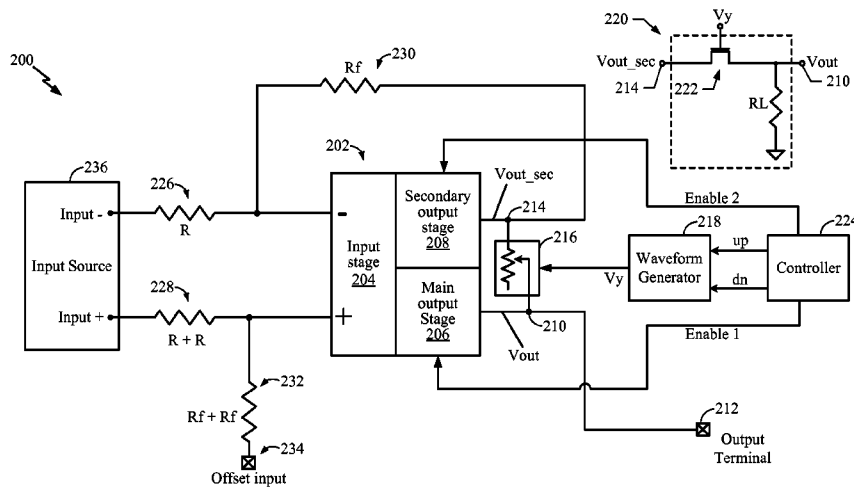 220
Vy
230
200
Rf
Vout_sec
Vout
214
222
210
RL
202
236
226
Vout_sec
Enable 2
Input -
R
-
Secondary
output
stage
208
214
218
224
216
up
Input
stage
204
Waveform
Generator
Controller
Input Source
228
Vy
dn
Main
output
Stage
206
Input +
+
210
R + R
Vout
Enable 1
232
Rf + Rf
212
234
Output
Terminal
Offset input